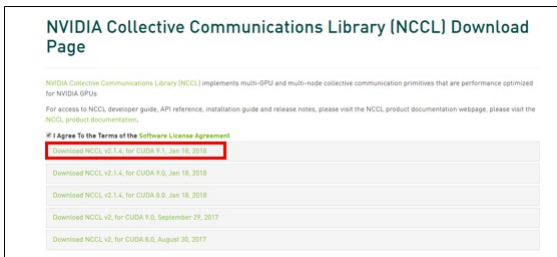 NVIDIA Collective Communications Library (NCCL) Download
Page
NVIDIA Collective Communications Library (NCCL) implements multi-GPU and multi-node collective communication primitives that are performance optimized
for NVIDIA GPUs
For access to NCCL developer guide, API reference, installation guide and release notes, please visit the NCCL product documentation webpage, please visit the
NCCL product documentation.
I Agree To the Terms of the Software License Agreement
Download NCCL v2.1.4, for CUDA 9.1, Jan 18, 2018
Download NCCL v2.1.4, for CUDA 9.0, Jan 18, 2018
Download NCCL v2.1.4, for CUDA 8.0, Jan 18, 2018
Download NCCL v2, for CUDA 9.0, September 29, 2017
Download NCCL v2, for CUDA 8.0, August 30, 2017